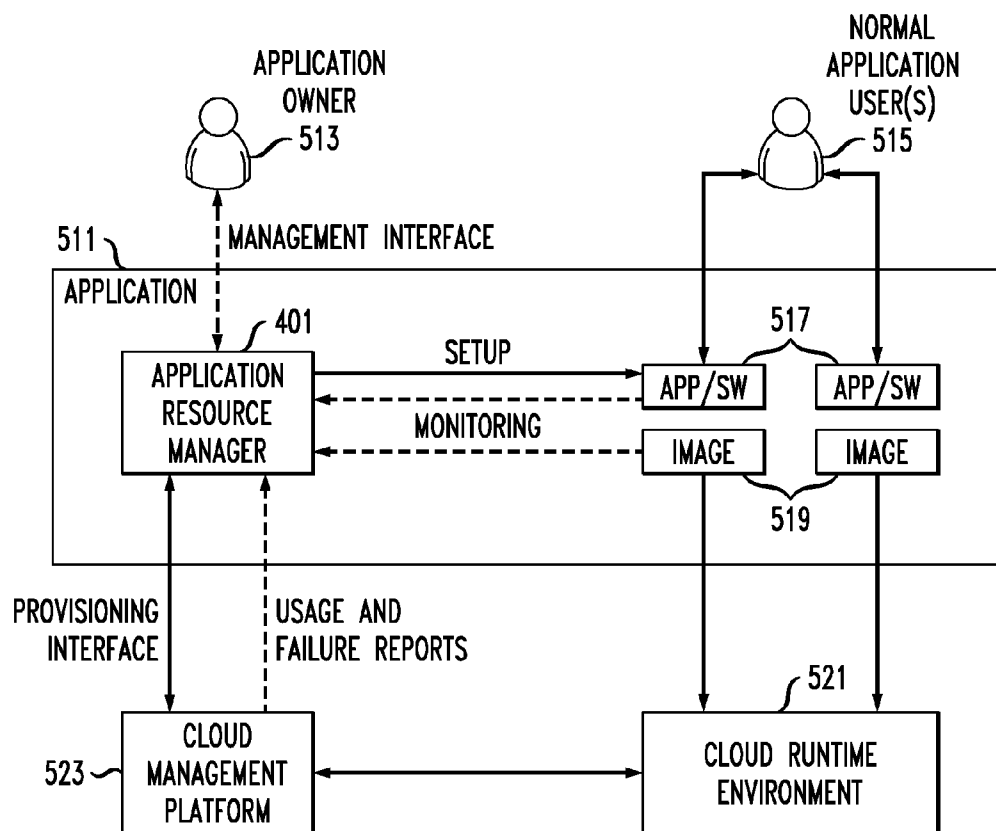 APPLICATION
OWNER
513
NORMAL
APPLICATION
USER(S)
515
511
MANAGEMENT INTERFACE
APPLICATION
401
APPLICATION
RESOURCE
MANAGER
SETUP
MONITORING
517
APP/SW
APP/SW
IMAGE
IMAGE
519
PROVISIONING
INTERFACE
USAGE AND
FAILURE REPORTS
521
523
CLOUD
MANAGEMENT
PLATFORM
CLOUD RUNTIME
ENVIRONMENT